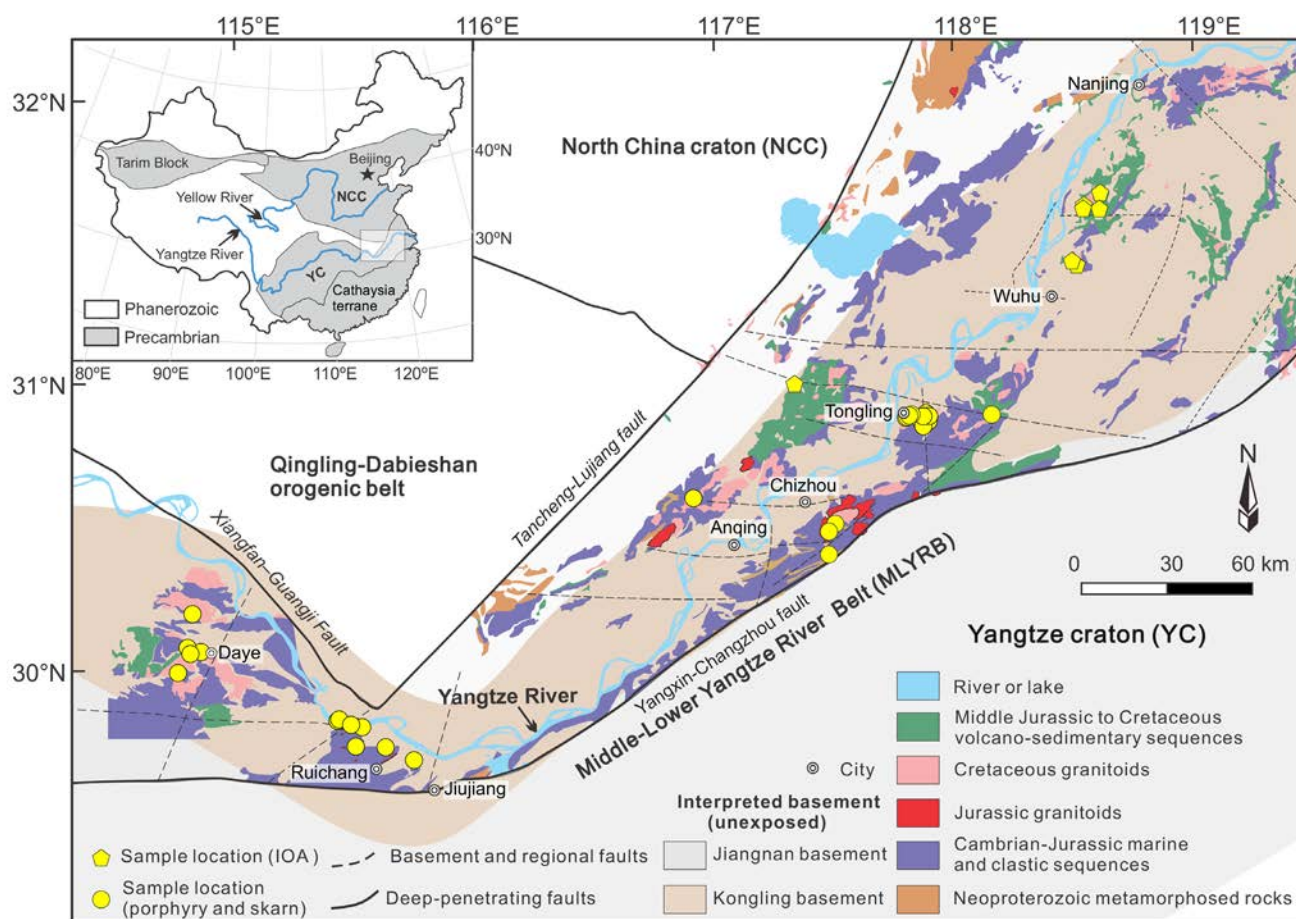 115°E
116°E
117°E
118°E
119°E
32°N
31°N
30°N
Tarim Block
Beijing
40°N
NCC
Yellow River
30°N
Yangtze River
YC
Cathaysia
terrane
Phanerozoic
Precambrian
80°E
90°E
100°E
110°E
120°E
North China craton (NCC)
Nanjing
Wuhu
Tongling
Chizhou
Anqing
Qingling-Dabieshan
orogenic belt
Tancheng-Lujiang fault
Xiangfan–Guangji Fault
Daye
Ruichang
Jiujiang
Yangtze River
Yangxin-Changzhou fault
Middle-Lower Yangtze River Belt (MLYRB)
N
0 30 60 km
Yangtze craton (YC)
River or lake
Middle Jurassic to Cretaceous
volcano-sedimentary sequences
Cretaceous granitoids
Jurassic granitoids
Cambrian-Jurassic marine
and clastic sequences
Neoproterozoic metamorphosed rocks
City
Interpreted basement
(unexposed)
Jiangnan basement
Kongling basement
Sample location (IOA)
Sample location
(porphyry and skarn)
Basement and regional faults
Deep-penetrating faults